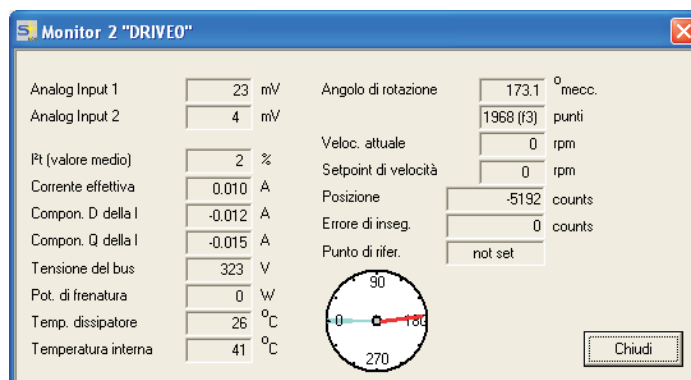 Monitor 2 "DRIVE0"
Analog Input 1 23 mV
Analog Input 2 4 mV
I²t (valore medio) 2 %
Corrente effettiva 0.010 A
Compon. D della I -0.012 A
Compon. Q della I -0.015 A
Tensione del bus 323 V
Pot. di frenatura 0 W
Temp. dissipatore 26 °C
Temperatura interna 41 °C
Angolo di rotazione 173.1 °mecc.
1968 (f3) punti
Veloc. attuale 0 rpm
Setpoint di velocità 0 rpm
Posizione -5192 counts
Errore di inseg. 0 counts
Punto di rifer. not set
90
0 180
270
Chiudi